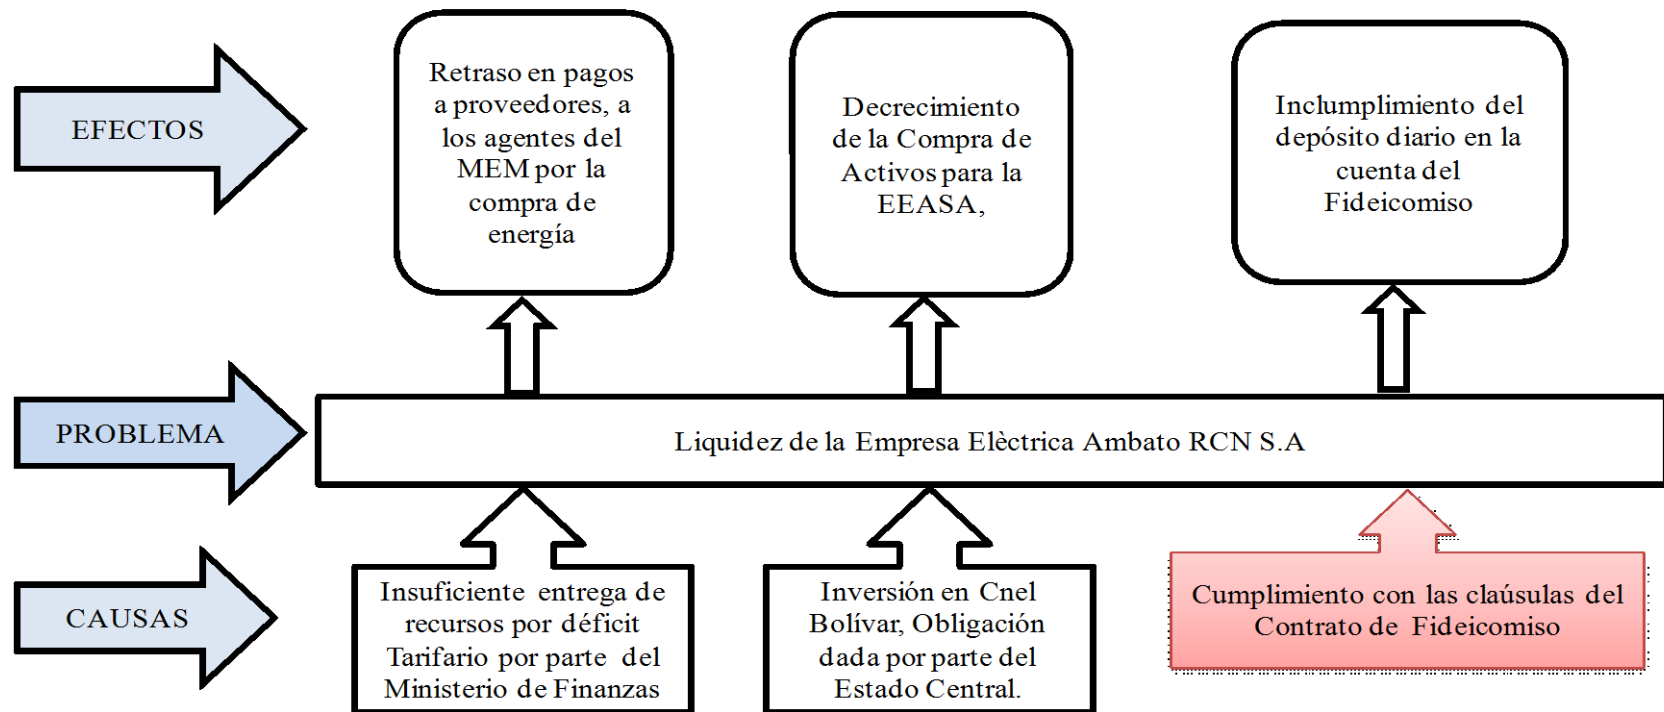 EFECTOS
Retraso en pagos
a proveedores, a
los agentes del
MEM por la
compra de
energía
Decrecimiento
de la Compra de
Activos para la
EEASA,
Inclumplimiento del
depósito diario en la
cuenta del
Fideicomiso
PROBLEMA
Liquidez de la Empresa Elèctrica Ambato RCN S.A
CAUSAS
Insuficiente entrega de
recursos por déficit
Tarifario por parte del
Ministerio de Finanzas
Inversión en Cnel
Bolívar, Obligación
dada por parte del
Estado Central.
Cumplimiento con las claúsulas del
Contrato de Fideicomiso